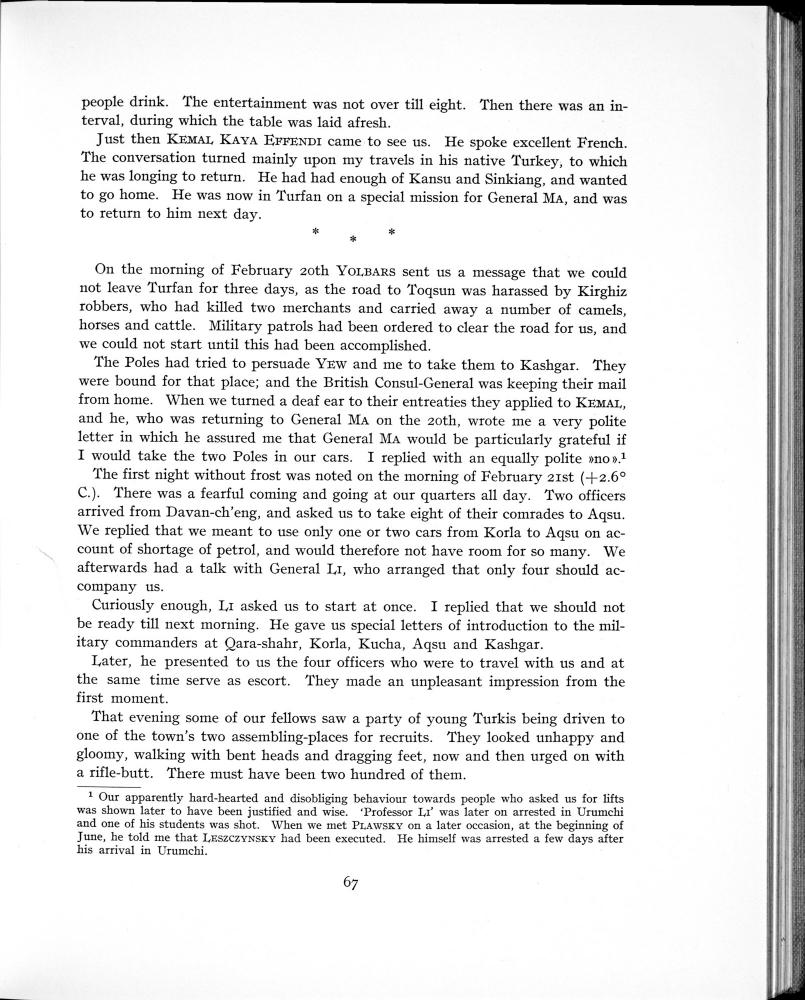 people drink. The entertainment was not over till eight. Then there was an in-
terval, during which the table was laid afresh.
Just then KEMAL KAYA EFFENDI came to see us. He spoke excellent French.
The conversation turned mainly upon my travels in his native Turkey, to which
he was longing to return. He had had enough of Kansu and Sinkiang, and wanted
to go home. He was now in Turfan on a special mission for General MA, and was
to return to him next day.
* * *
On the morning of February 20th YOLBARS sent us a message that we could
not leave Turfan for three days, as the road to Toqsun was harassed by Kirghiz
robbers, who had killed two merchants and carried away a number of camels,
horses and cattle. Military patrols had been ordered to clear the road for us, and
we could not start until this had been accomplished.
The Poles had tried to persuade YEW and me to take them to Kashgar. They
were bound for that place; and the British Consul-General was keeping their mail
from home. When we turned a deaf ear to their entreaties they applied to KEMAL,
and he, who was returning to General MA on the 20th, wrote me a very polite
letter in which he assured me that General MA would be particularly grateful if
I would take the two Poles in our cars. I replied with an equally polite »no».¹
The first night without frost was noted on the morning of February 21st (+2.6°
C.). There was a fearful coming and going at our quarters all day. Two officers
arrived from Davan-ch'eng, and asked us to take eight of their comrades to Aqsu.
We replied that we meant to use only one or two cars from Korla to Aqsu on ac-
count of shortage of petrol, and would therefore not have room for so many. We
afterwards had a talk with General LI, who arranged that only four should ac-
company us.
Curiously enough, LI asked us to start at once. I replied that we should not
be ready till next morning. He gave us special letters of introduction to the mil-
itary commanders at Qara-shahr, Korla, Kucha, Aqsu and Kashgar.
Later, he presented to us the four officers who were to travel with us and at
the same time serve as escort. They made an unpleasant impression from the
first moment.
That evening some of our fellows saw a party of young Turkis being driven to
one of the town's two assembling-places for recruits. They looked unhappy and
gloomy, walking with bent heads and dragging feet, now and then urged on with
a rifle-butt. There must have been two hundred of them.
¹ Our apparently hard-hearted and disobliging behaviour towards people who asked us for lifts
was shown later to have been justified and wise. 'Professor LI' was later on arrested in Urumchi
and one of his students was shot. When we met PLAWSKY on a later occasion, at the beginning of
June, he told me that LESZCZYNSKY had been executed. He himself was arrested a few days after
his arrival in Urumchi.
67